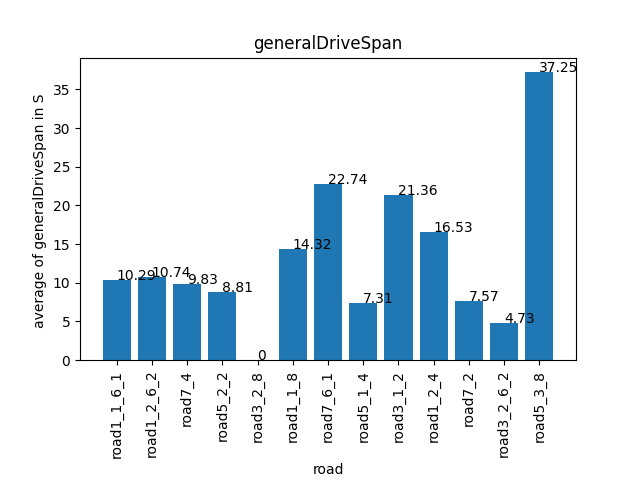 generalDriveSpan
average of generalDriveSpan in S
35
30
25
20
15
10
5
0
10.29
10.74
9.83
8.81
0
14.32
22.74
7.31
21.36
16.53
7.57
4.73
37.25
road1_1_6_1
road1_2_6_2
road7_4
road5_2_2
road3_2_8
road1_1_8
road7_6_1
road5_1_4
road3_1_2
road1_2_4
road7_2
road3_2_6_2
road5_3_8
road